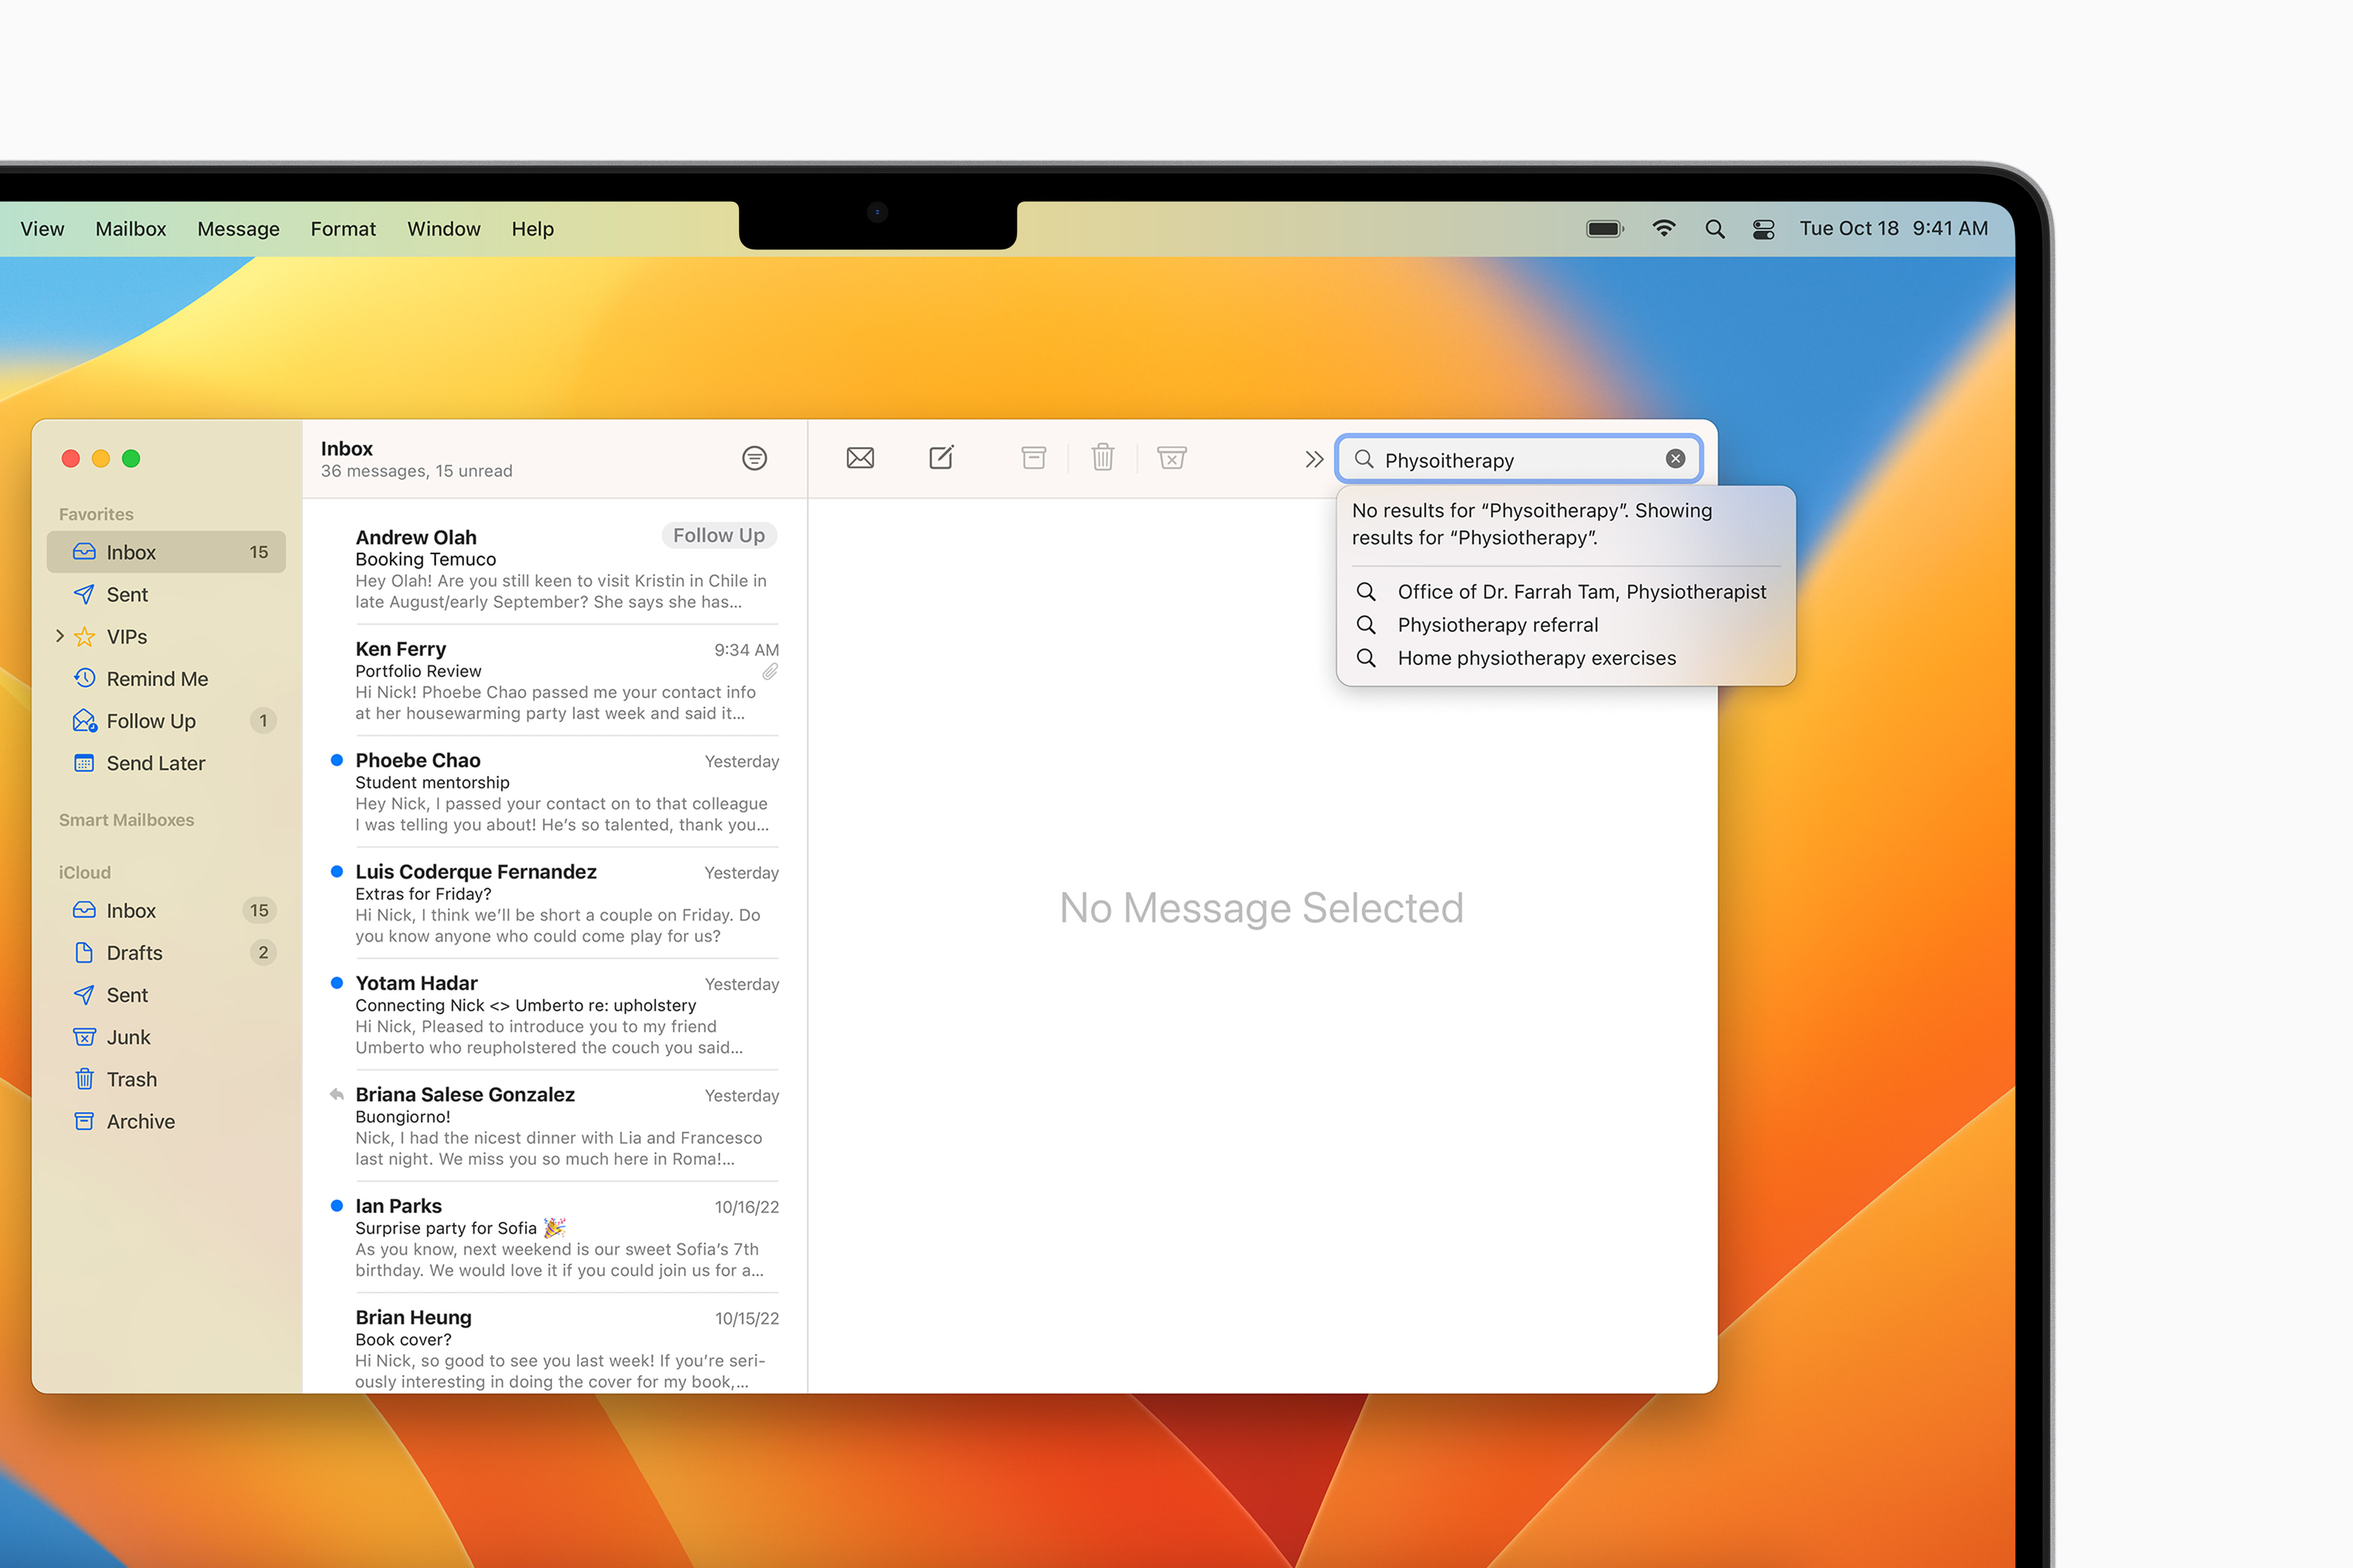 View Mailbox Message Format Window Help
Tue Oct 18 9:41 AM
Favorites
Inbox 15
Sent
VIPs
Remind Me
Follow Up 1
Send Later
Smart Mailboxes
iCloud
Inbox 15
Drafts 2
Sent
Junk
Trash
Archive
Inbox
36 messages, 15 unread
Andrew Olah Follow Up
Booking Temuco
Hey Olah! Are you still keen to visit Kristin in Chile in
late August/early September? She says she has...
Ken Ferry 9:34 AM
Portfolio Review
Hi Nick! Phoebe Chao passed me your contact info
at her housewarming party last week and said it...
Phoebe Chao Yesterday
Student mentorship
Hey Nick, I passed your contact on to that colleague
I was telling you about! He’s so talented, thank you...
Luis Coderque Fernandez Yesterday
Extras for Friday?
Hi Nick, I think we’ll be short a couple on Friday. Do
you know anyone who could come play for us?
Yotam Hadar Yesterday
Connecting Nick <> Umberto re: upholstery
Hi Nick, Pleased to introduce you to my friend
Umberto who reupholstered the couch you said...
Briana Salese Gonzalez Yesterday
Buongiorno!
Nick, I had the nicest dinner with Lia and Francesco
last night. We miss you so much here in Roma!...
Ian Parks 10/16/22
Surprise party for Sofia 🎉
As you know, next weekend is our sweet Sofia’s 7th
birthday. We would love it if you could join us for a...
Brian Heung 10/15/22
Book cover?
Hi Nick, so good to see you last week! If you’re seri-
ously interesting in doing the cover for my book,...
Physoitherapy
No results for “Physoitherapy”. Showing
results for “Physiotherapy”.
Office of Dr. Farrah Tam, Physiotherapist
Physiotherapy referral
Home physiotherapy exercises
No Message Selected